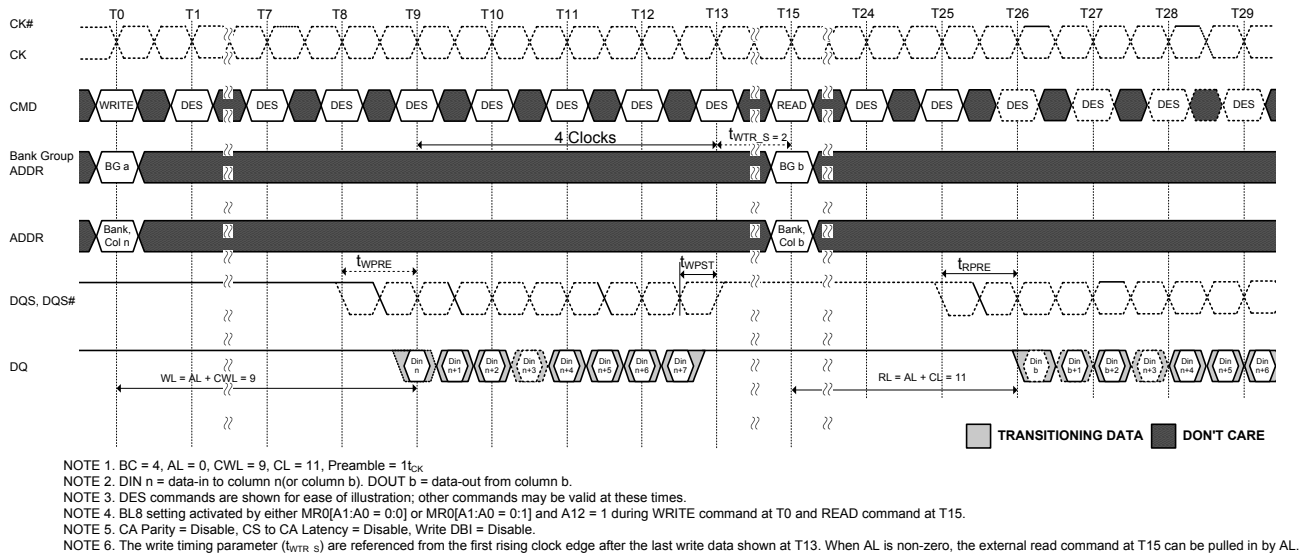 T0 T1 T7 T8 T9 T10 T11 T12 T13 T15 T24 T25 T26 T27 T28 T29
CK#
CK
CMD WRITE DES DES DES DES DES DES DES DES READ DES DES DES DES DES DES
4 Clocks tWTR_S = 2
Bank Group
ADDR BG a BG b
ADDR Bank, Col n Bank, Col b
tWPRE tWPST tRPRE
DQS, DQS#
DQ Din n Din n+1 Din n+2 Din n+3 Din n+4 Din n+5 Din n+6 Din n+7 Din b Din b+1 Din b+2 Din n+3 Din n+4 Din n+5 Din n+6
WL = AL + CWL = 9 RL = AL + CL = 11
TRANSITIONING DATA DON'T CARE
NOTE 1. BC = 4, AL = 0, CWL = 9, CL = 11, Preamble = 1tCK
NOTE 2. DIN n = data-in to column n(or column b). DOUT b = data-out from column b.
NOTE 3. DES commands are shown for ease of illustration; other commands may be valid at these times.
NOTE 4. BL8 setting activated by either MR0[A1:A0 = 0:0] or MR0[A1:A0 = 0:1] and A12 = 1 during WRITE command at T0 and READ command at T15.
NOTE 5. CA Parity = Disable, CS to CA Latency = Disable, Write DBI = Disable.
NOTE 6. The write timing parameter (tWTR_S) are referenced from the first rising clock edge after the last write data shown at T13. When AL is non-zero, the external read command at T15 can be pulled in by AL.